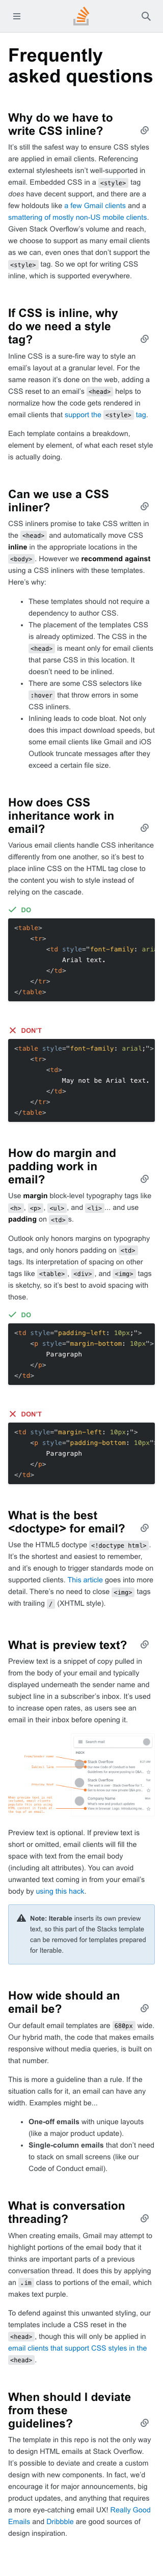 Frequently
asked questions
Why do we have to
write CSS inline?
It's still the safest way to ensure CSS styles
are applied in email clients. Referencing
external stylesheets isn't well-supported in
email. Embedded CSS in a <style> tag
does have decent support, and there are a
few holdouts like a few Gmail clients and a
smattering of mostly non-US mobile clients.
Given Stack Overflow's scope and reach,
we choose to support as many email clients
as we can, even ones that don't support the
<style> tag. So we opt for writing CSS
inline, which is supported everywhere.
If CSS is inline, why
do we need a style
tag?
Inline CSS is a sure-fire way to style an
email's layout at a granular level. For the
same reason it's done on the web, adding a
CSS reset to an email's <head> helps to
normalize how the code gets rendered in
email clients that support the <style> tag.
Each template contains a breakdown,
element by element, of what each reset style
is actually doing.
Can we use a CSS
inliner?
CSS inliners promise to take CSS written in
the <head> and automatically move CSS
inline in the appropriate locations in the
<body>. However we recommend against
using a CSS inliners with these templates.
Here's why:
• These templates should not require a
dependency to author CSS.
• The placement of the templates CSS
is already optimized. The CSS in the
<head> is meant only for email clients
that parse CSS in this location. It
doesn't need to be inlined.
• There are some CSS selectors like
:hover that throw errors in some
CSS inliners.
• Inlining leads to code bloat. Not only
does this impact download speeds, but
some email clients like Gmail and iOS
Outlook truncate messages after they
exceed a certain file size.
How does CSS
inheritance work in
email?
Various email clients handle CSS inheritance
differently from one another, so it's best to
place inline CSS on the HTML tag close to
the content you wish to style instead of
relying on the cascade.
DO
<table>
<tr>
<td style="font-family: aria
Arial text.
</td>
</tr>
</table>
DON'T
<table style="font-family: arial;">
<tr>
<td>
May not be Arial text.
</td>
</tr>
</table>
How do margin and
padding work in
email?
Use margin block-level typography tags like
<h>, <p>, <ul>, and <li>... and use
padding on <td> s.
Outlook only honors margins on typography
tags, and only honors padding on <td>
tags. Its interpretation of spacing on other
tags like <table>, <div>, and <img> tags
is sketchy, so it's best to avoid spacing with
those.
DO
<td style="padding-left: 10px;">
<p style="margin-bottom: 10px">
Paragraph
</p>
</td>
DON'T
<td style="margin-left: 10px;">
<p style="padding-bottom: 10px"
Paragraph
</p>
</td>
What is the best
<doctype> for email?
Use the HTML5 doctype <!doctype html>.
It's the shortest and easiest to remember,
and it's enough to trigger standards mode on
supported clients. This article goes into more
detail. There's no need to close <img> tags
with trailing / (XHTML style).
What is preview text?
Preview text is a snippet of copy pulled in
from the body of your email and typically
displayed underneath the from name and
subject line in a subscriber's inbox. It's used
to increase open rates, as users see an
email in their inbox before opening it.
Search mail
Preview text is optional. If preview text is
short or omitted, email clients will fill the
space with text from the email body
(including alt attributes). You can avoid
unwanted characters from in your email's
body by using this hack.
Note: Iterable inserts its own preview
text, so this part of the Stacks template
can be removed for templates prepared
for Iterable.
How wide should an
email be?
Our default email templates are 680px wide.
Our hybrid math, the code that makes emails
responsive without media queries, is built on
that number.
This is more a guideline than a rule. If the
situation calls for it, an email can have any
width. Examples might be...
• One-off emails with unique layouts
(like a major product update).
• Single-column emails that don't need
to stack on small screens (like our
Code of Conduct email).
What is conversation
threading?
When creating emails, Gmail may attempt to
highlight portions of the email body that it
thinks are important parts of a previous
conversation thread. It does this by applying
an .im class to portions of the email, which
makes text purple.
To defend against this unwanted styling, our
templates include a CSS reset in the
<head>, though this will only be applied in
email clients that support CSS styles in the
<head>.
When should I deviate
from these
guidelines?
The template in this repo is not the only way
to design HTML emails at Stack Overflow.
It's possible to deviate and create a custom
design with new components. In fact, we'd
encourage it for major announcements, big
product updates, and anything that requires
a more eye-catching email UX! Really Good
Emails and Dribbble are good sources of
design inspiration.